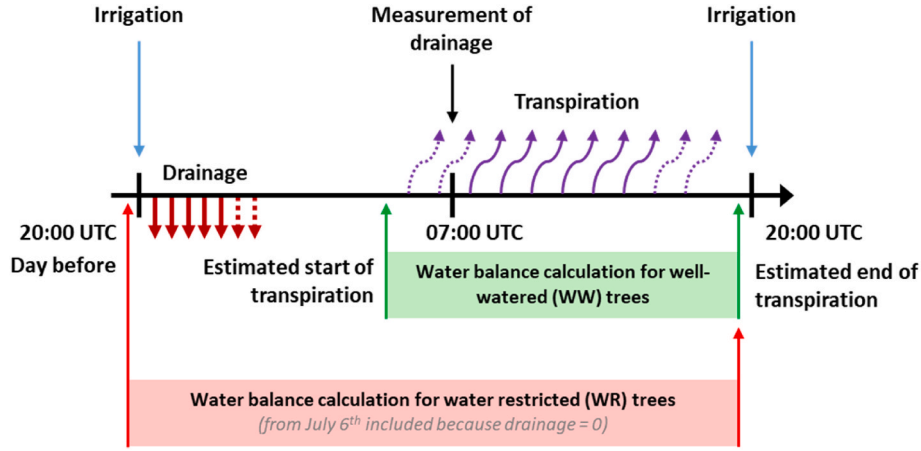 Irrigation
Measurement of
drainage
Irrigation
Transpiration
Drainage
20:00 UTC
Day before
07:00 UTC
20:00 UTC
Estimated start of
transpiration
Water balance calculation for well-
watered (WW) trees
Estimated end of
transpiration
Water balance calculation for water restricted (WR) trees
(from July 6th included because drainage = 0)